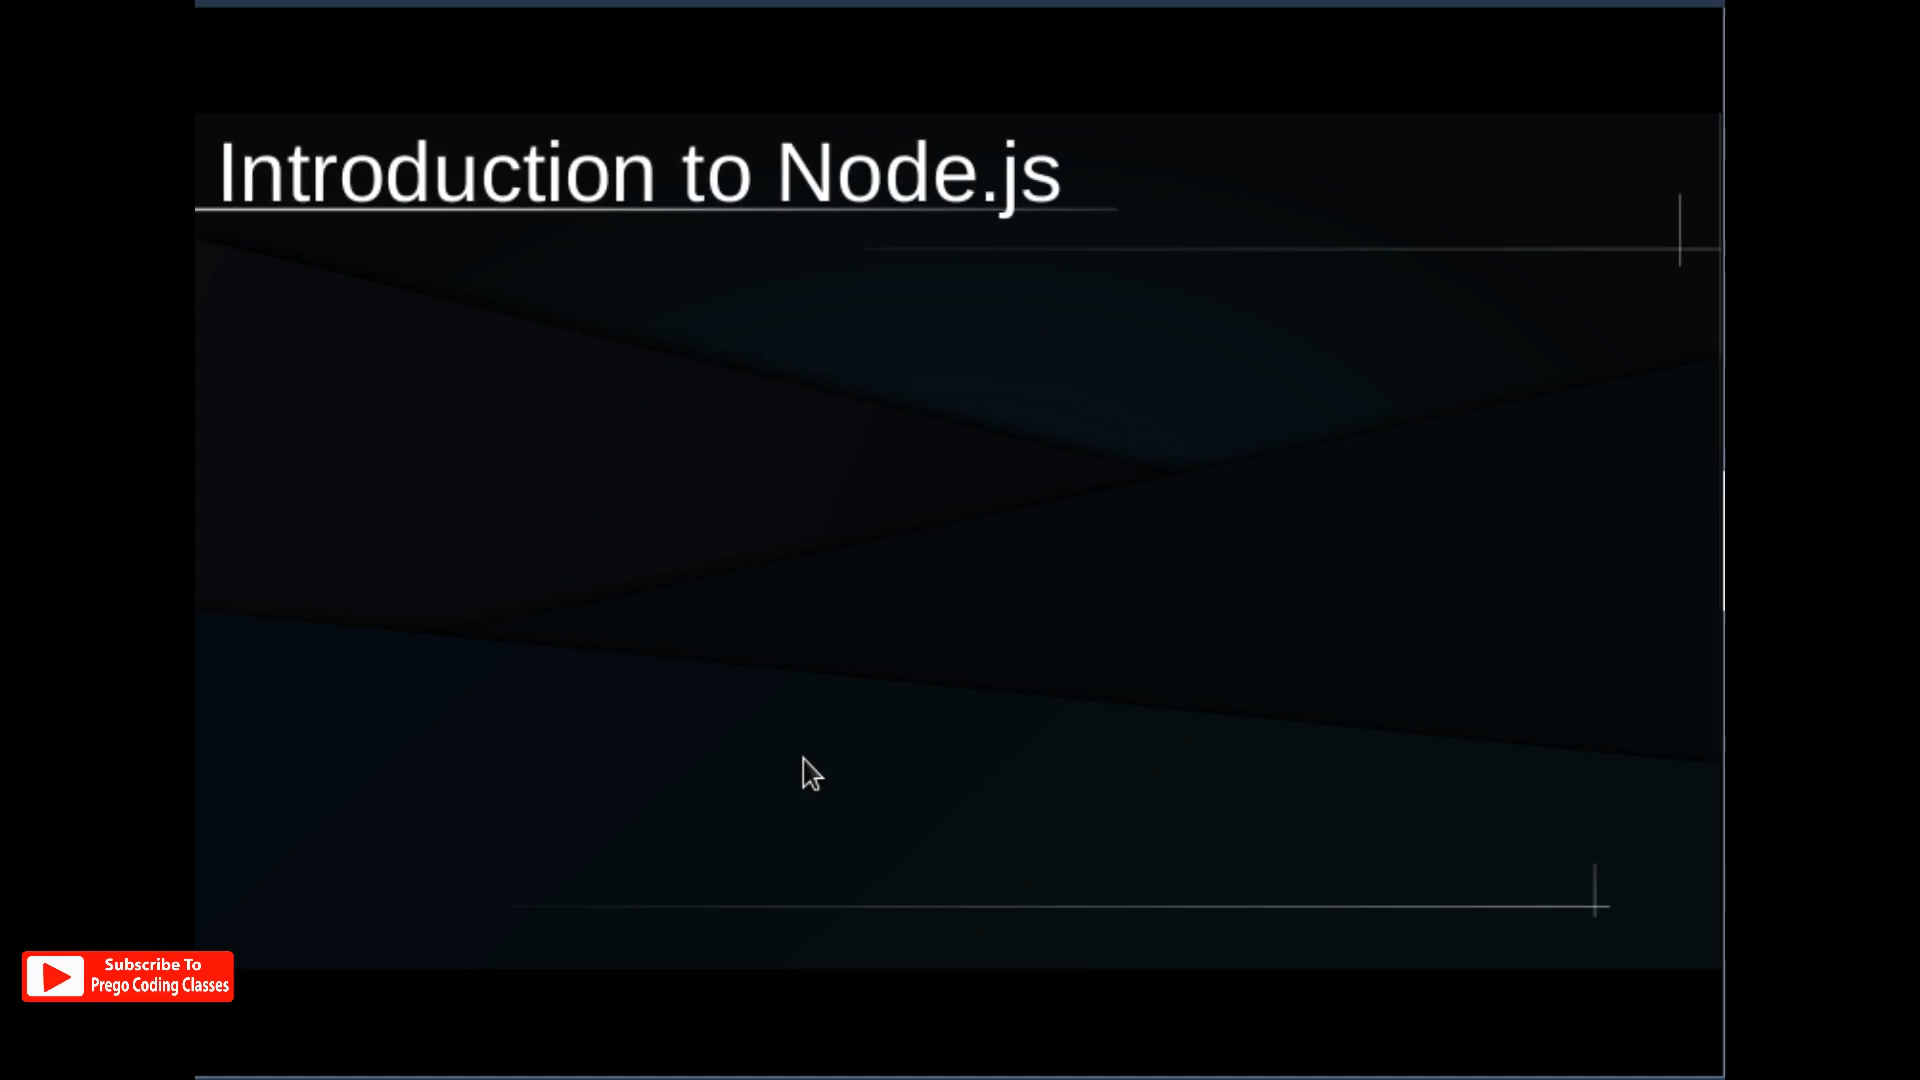 Introduction to Node.js
Subscribe To
Prego Coding Classes